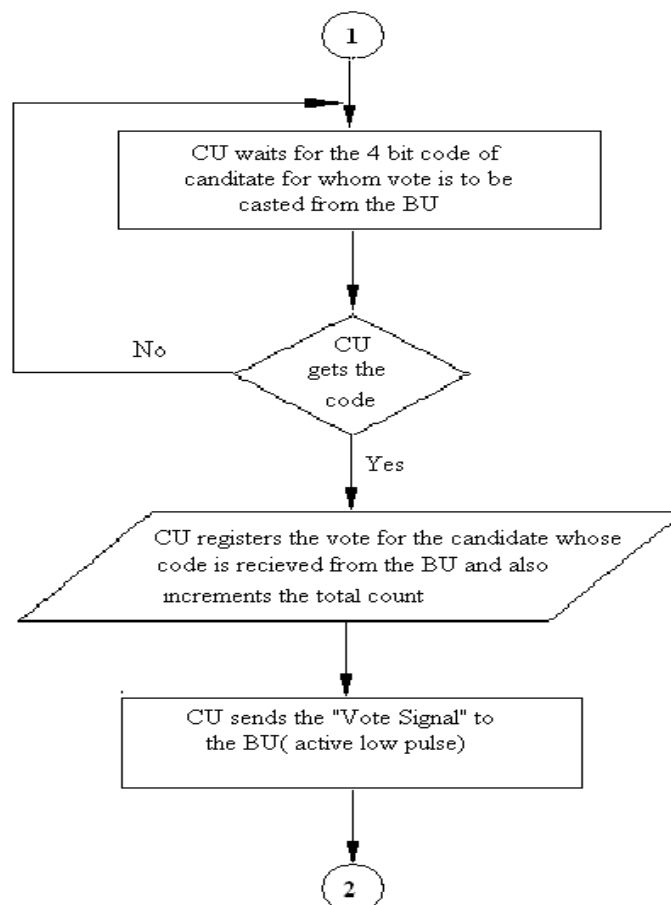 1
CU waits for the 4 bit code of
canditate for whom vote is to be
casted from the BU
No
CU
gets the
code
Yes
CU registers the vote for the candidate whose
code is recieved from the BU and also
increments the total count
CU sends the "Vote Signal" to
the BU( active low pulse)
2